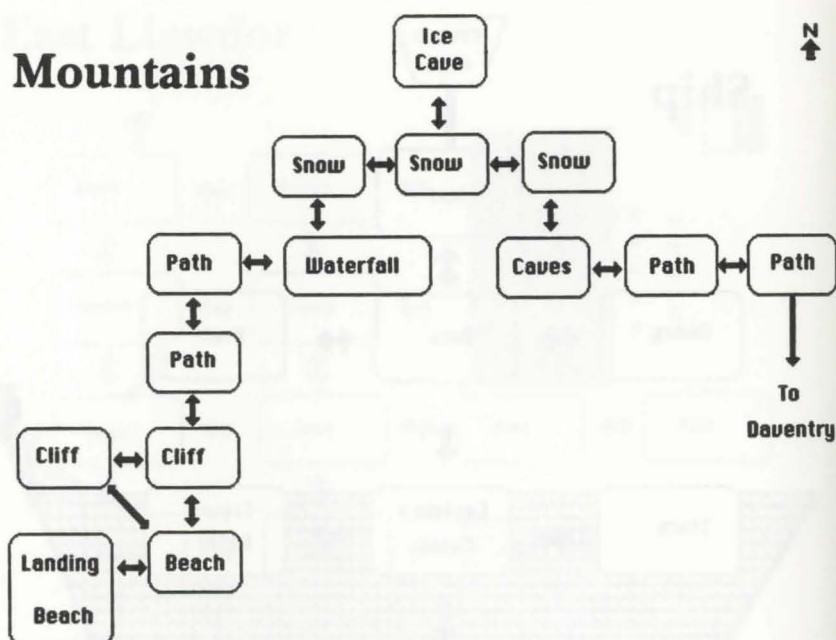 Ice
Cave
N
Mountains
Snow
Snow
Snow
Path
Waterfall
Caves
Path
Path
Path
To
Daventry
Cliff
Cliff
Landing
Beach
Beach